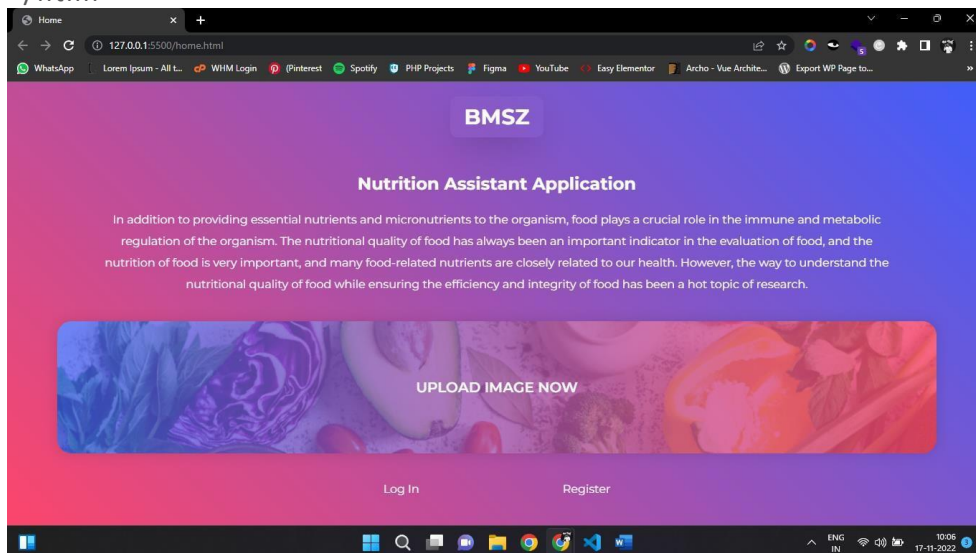 Home
127.0.0.1:5500/home.html
WhatsApp Lorem Ipsum - All t... WHM Login (Pinterest Spotify PHP Projects Figma YouTube Easy Elementor Archo - Vue Archite... Export WP Page to... »
BMSZ
Nutrition Assistant Application
In addition to providing essential nutrients and micronutrients to the organism, food plays a crucial role in the immune and metabolic
regulation of the organism. The nutritional quality of food has always been an important indicator in the evaluation of food, and the
nutrition of food is very important, and many food-related nutrients are closely related to our health. However, the way to understand the
nutritional quality of food while ensuring the efficiency and integrity of food has been a hot topic of research.
UPLOAD IMAGE NOW
Log In Register
ENG 10:06
IN 17-11-2022